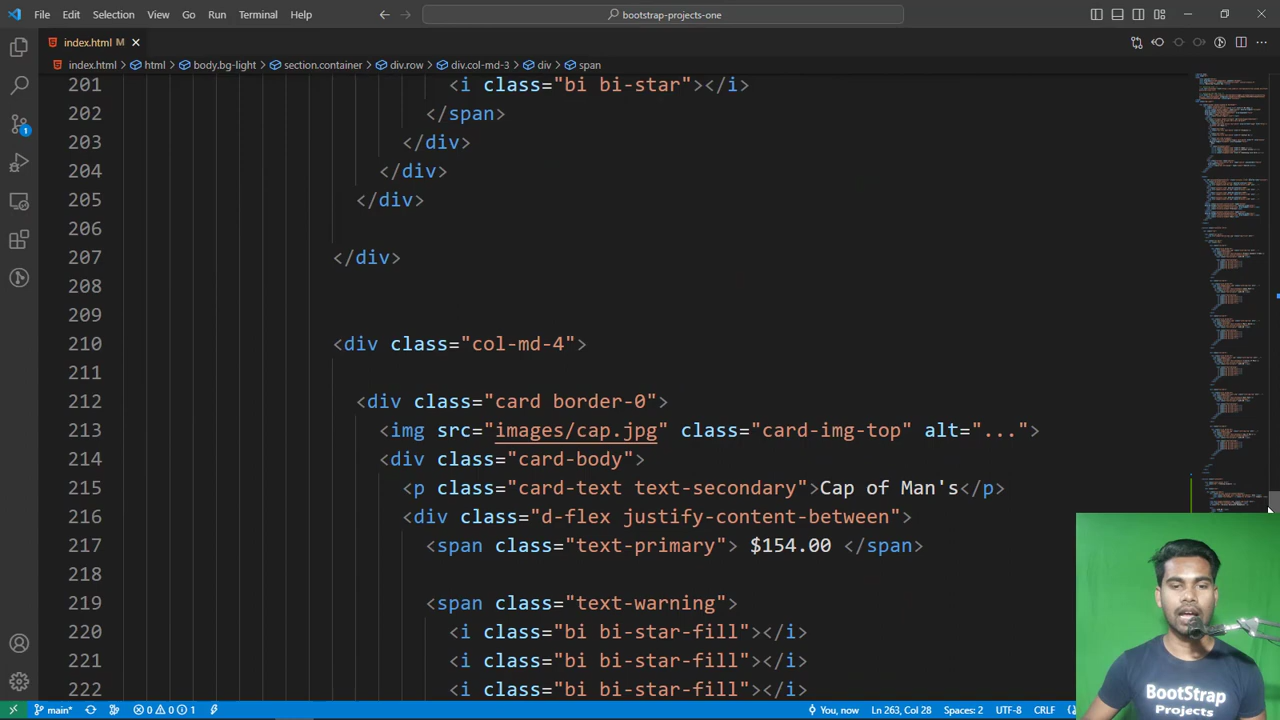 File Edit Selection View Go Run Terminal Help
bootstrap-projects-one
index.html M
index.html html body.bg-light section.container div.row div.col-md-3 div span
201 <i class="bi bi-star"></i>
202 </span>
203 </div>
204 </div>
205 </div>
206
207 </div>
208
209
210 <div class="col-md-4">
211
212 <div class="card border-0">
213 <img src="images/cap.jpg" class="card-img-top" alt="...">
214 <div class="card-body">
215 <p class="card-text text-secondary">Cap of Man's</p>
216 <div class="d-flex justify-content-between">
217 <span class="text-primary"> $154.00 </span>
218
219 <span class="text-warning">
220 <i class="bi bi-star-fill"></i>
221 <i class="bi bi-star-fill"></i>
222 <i class="bi bi-star-fill"></i>
1
main* 0 0 1 You, now Ln 263, Col 28 Spaces: 2 UTF-8 CRLF
BootStrap
Projects